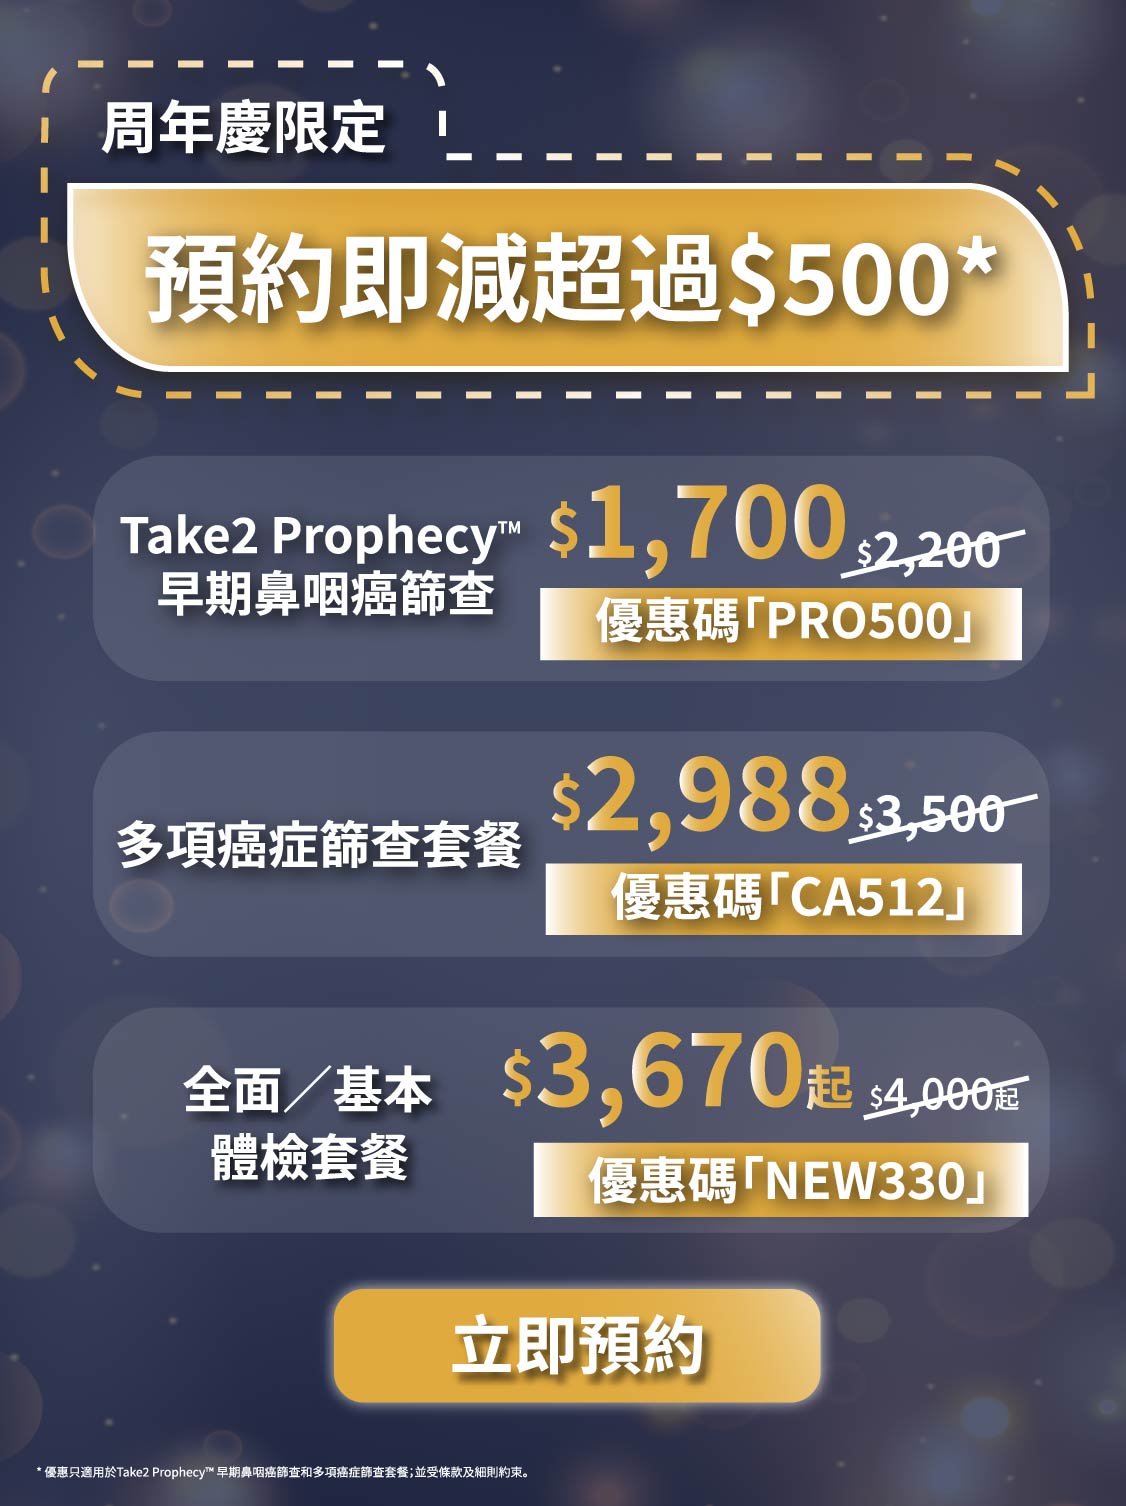 周年慶限定
預約即減超過$500*
Take2 Prophecy™
早期鼻咽癌篩查
$1,700 $2,200
優惠碼「PRO500」
多項癌症篩查套餐
$2,988 $3,500
優惠碼「CA512」
全面／基本
體檢套餐
$3,670起 $4,000起
優惠碼「NEW330」
立即預約
* 優惠只適用於Take2 Prophecy™ 早期鼻咽癌篩查和多項癌症篩查套餐；並受條款及細則約束。